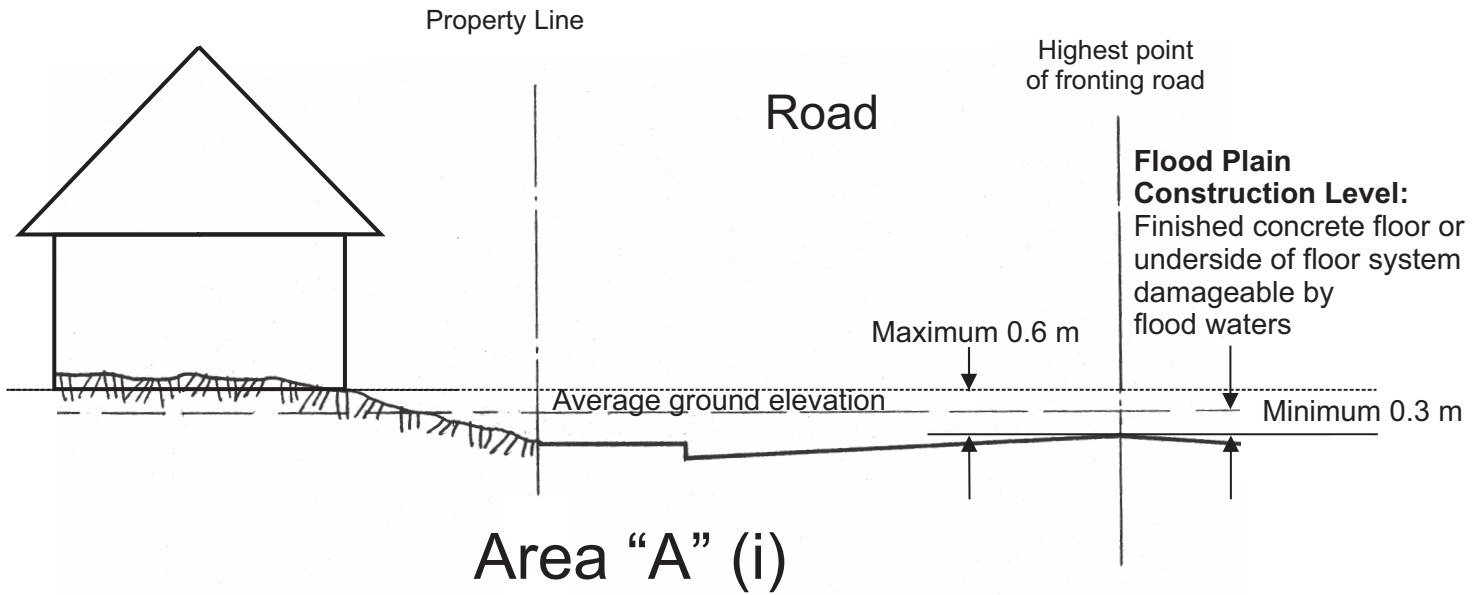 Property Line
Highest point
of fronting road
Road
Flood Plain
Construction Level:
Finished concrete floor or
underside of floor system
damageable by
flood waters
Maximum 0.6 m
Average ground elevation
Minimum 0.3 m
Area “A” (i)